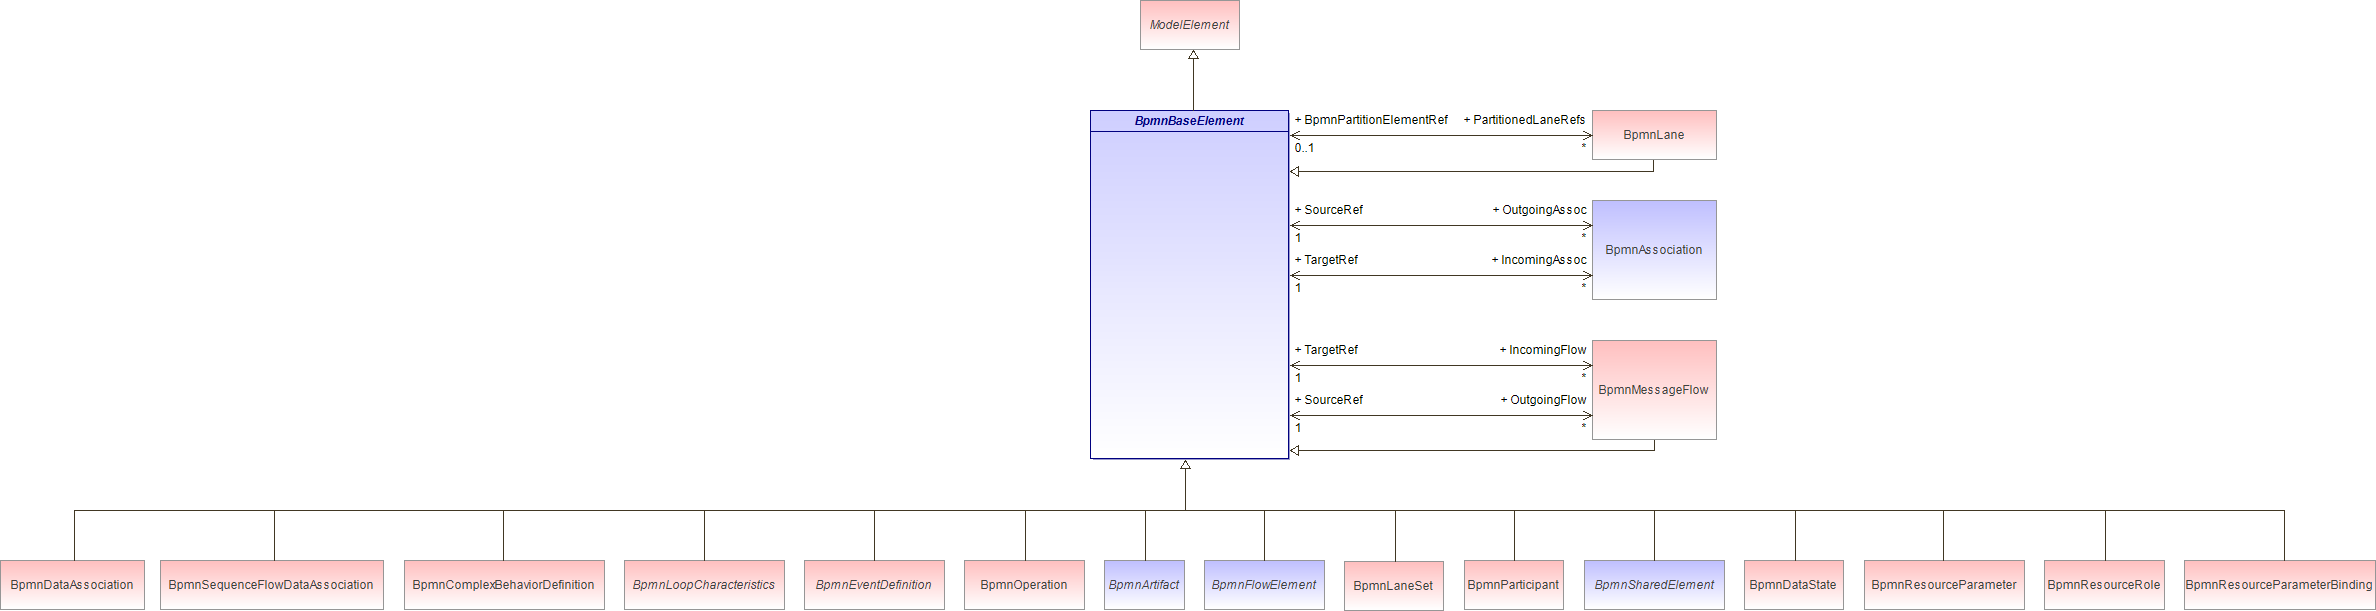 ModelElement
BpmnBaseElement
+ BpmnPartitionElementRef
+ PartitionedLaneRefs
0..1
*
BpmnLane
+ SourceRef
+ OutgoingAssoc
1
*
+ TargetRef
+ IncomingAssoc
1
*
BpmnAssociation
+ TargetRef
+ IncomingFlow
1
*
+ SourceRef
+ OutgoingFlow
1
*
BpmnMessageFlow
BpmnDataAssociation
BpmnSequenceFlowDataAssociation
BpmnComplexBehaviorDefinition
BpmnLoopCharacteristics
BpmnEventDefinition
BpmnOperation
BpmnArtifact
BpmnFlowElement
BpmnLaneSet
BpmnParticipant
BpmnSharedElement
BpmnDataState
BpmnResourceParameter
BpmnResourceRole
BpmnResourceParameterBinding